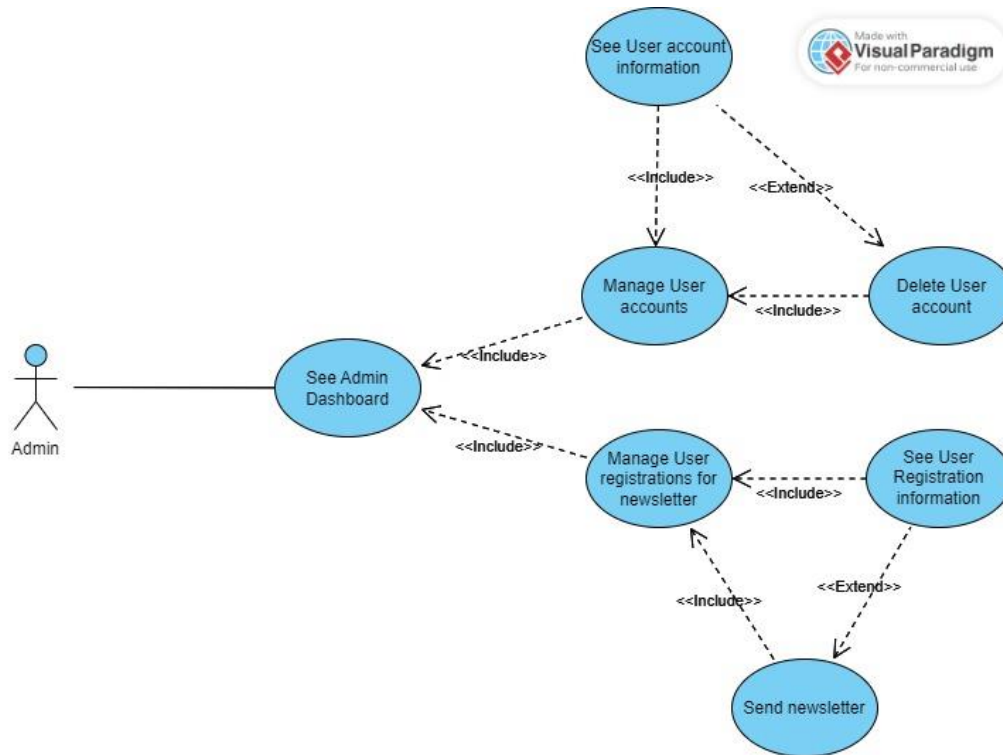 See User account
information
Made with
Visual Paradigm
For non-commercial use
<<Include>>
<<Extend>>
Manage User
accounts
Delete User
account
<<Include>>
<<Include>>
See Admin
Dashboard
Admin
<<Include>>
Manage User
registrations for
newsletter
See User
Registration
information
<<Include>>
<<Include>>
<<Extend>>
Send newsletter